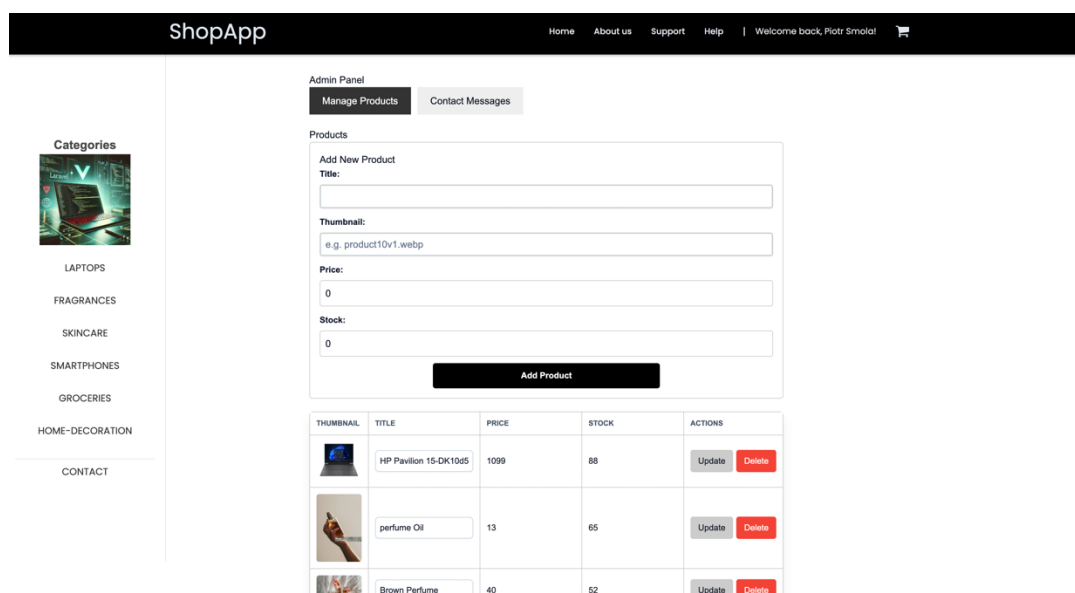 ShopApp
Home About us Support Help | Welcome back, Piotr Smola!
Categories
Laravel
LAPTOPS
FRAGRANCES
SKINCARE
SMARTPHONES
GROCERIES
HOME-DECORATION
CONTACT
Admin Panel
Manage Products Contact Messages
Products
Add New Product
Title:
Thumbnail:
e.g. product10v1.webp
Price:
0
Stock:
0
Add Product
THUMBNAIL TITLE PRICE STOCK ACTIONS
HP Pavilion 15-DK10d5 1099 88 Update Delete
perfume Oil 13 65 Update Delete
Brown Perfume 40 52 Update Delete